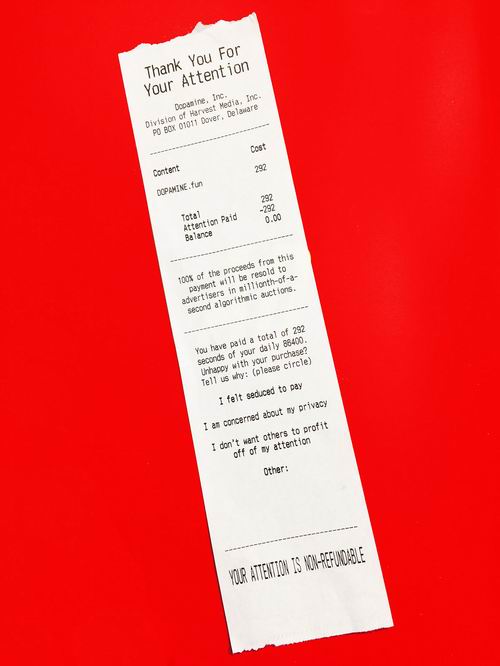 Thank You For
Your Attention
Dopamine, Inc.
Division of Harvest Media, Inc.
PO BOX 01011 Dover, Delaware
Content Cost
DOPAMINE.fun 292
Total 292
Attention Paid -292
Balance 0.00
100% of the proceeds from this
payment will be resold to
advertisers in millionth-of-a-
second algorithmic auctions.
You have paid a total of 292
seconds of your daily 86400.
Unhappy with your purchase?
Tell us why: (please circle)
I felt seduced to pay
I am concerned about my privacy
I don't want others to profit
off of my attention
Other:
YOUR ATTENTION IS NON-REFUNDABLE